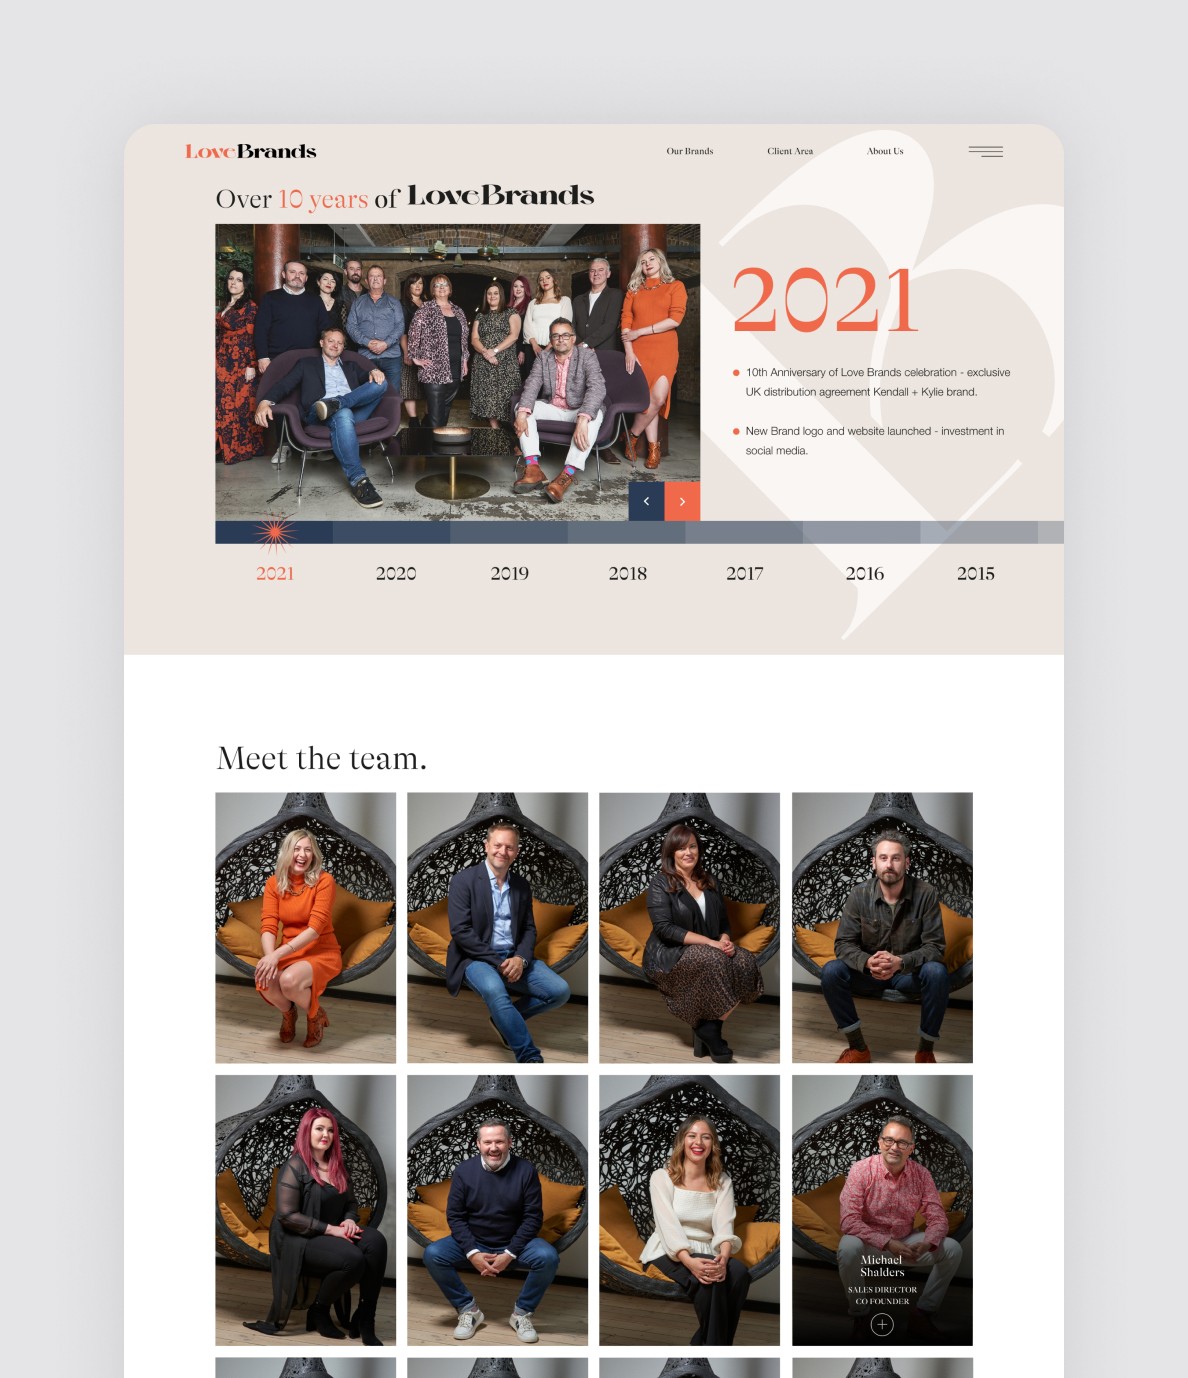 LoveBrands
Our Brands
Client Area
About Us
Over 10 years of LoveBrands
2021
10th Anniversary of Love Brands celebration - exclusive
UK distribution agreement Kendall + Kylie brand.
New Brand logo and website launched - investment in
social media.
2021
2020
2019
2018
2017
2016
2015
Meet the team.
Michael
Shalders
SALES DIRECTOR
CO FOUNDER